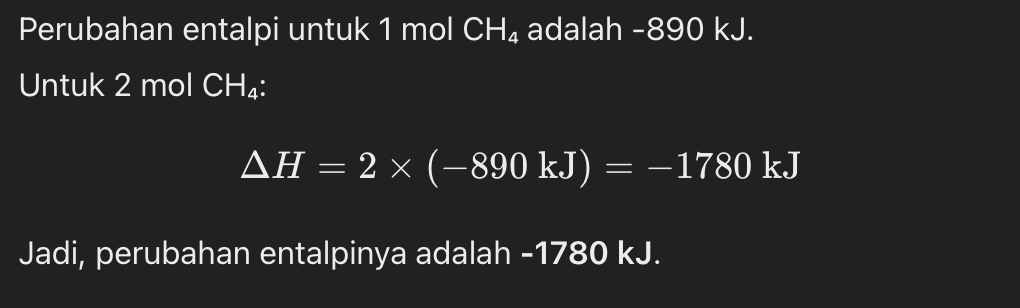 Perubahan entalpi untuk 1 mol CH₄ adalah -890 kJ.
Untuk 2 mol CH₄:
ΔH = 2 × (−890 kJ) = −1780 kJ
Jadi, perubahan entalpinya adalah -1780 kJ.